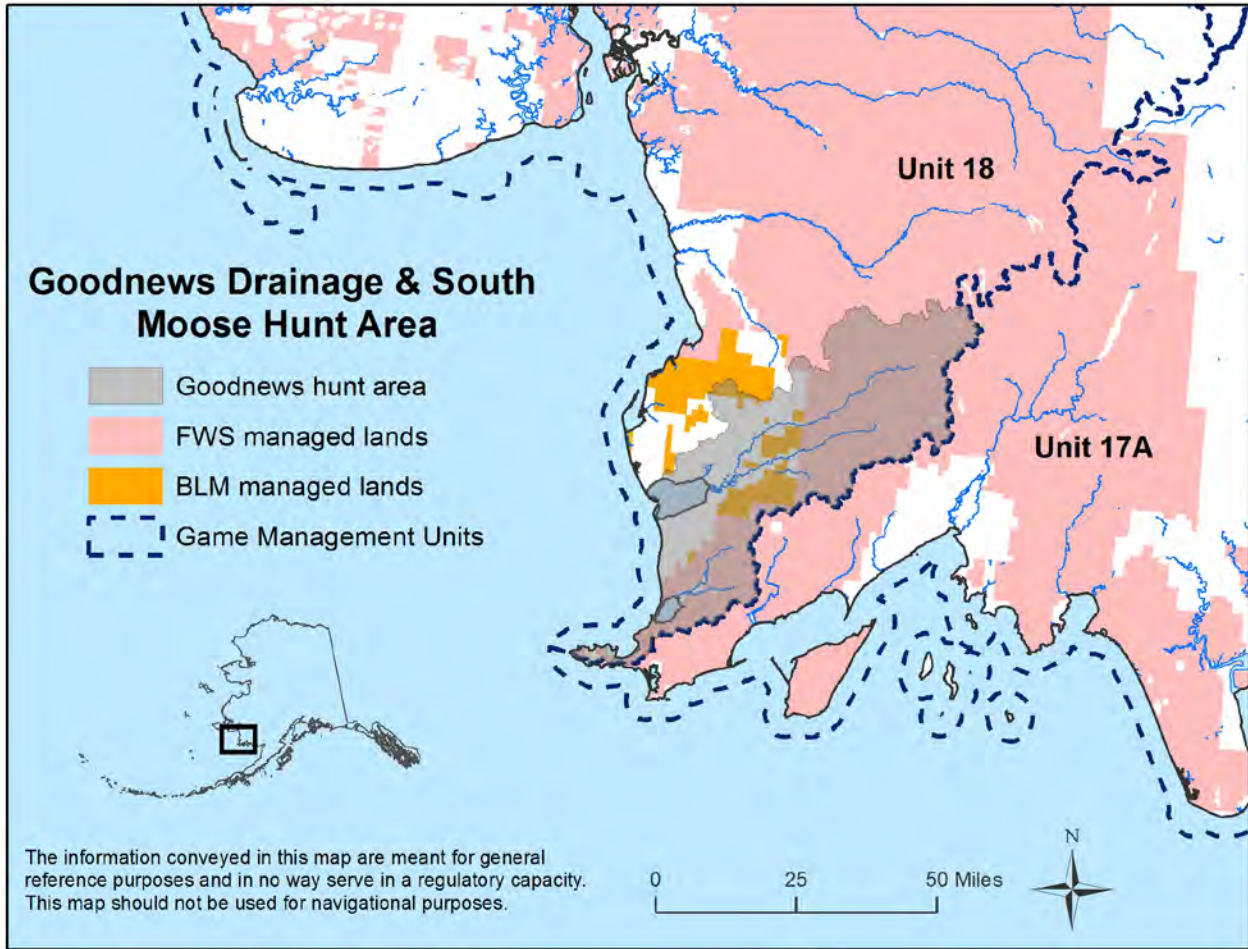 Unit 18
Goodnews Drainage & South
Moose Hunt Area
Goodnews hunt area
FWS managed lands
BLM managed lands
Game Management Units
Unit 17A
The information conveyed in this map are meant for general
reference purposes and in no way serve in a regulatory capacity.
This map should not be used for navigational purposes.
0 25 50 Miles
N